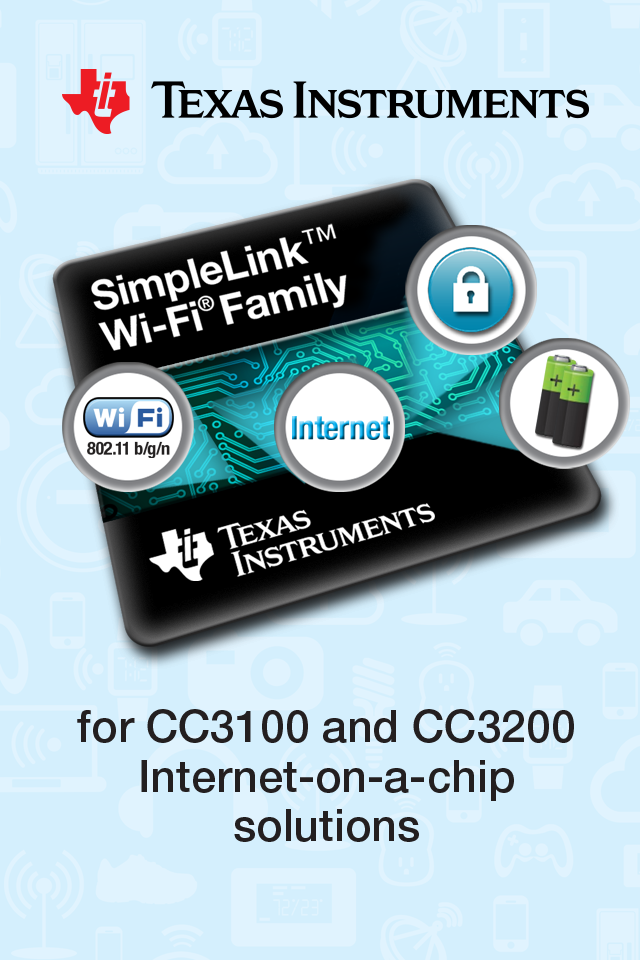 TEXAS INSTRUMENTS
SimpleLink™
Wi-Fi® Family
Wi Fi
802.11 b/g/n
Internet
TEXAS
INSTRUMENTS
for CC3100 and CC3200
Internet-on-a-chip
solutions